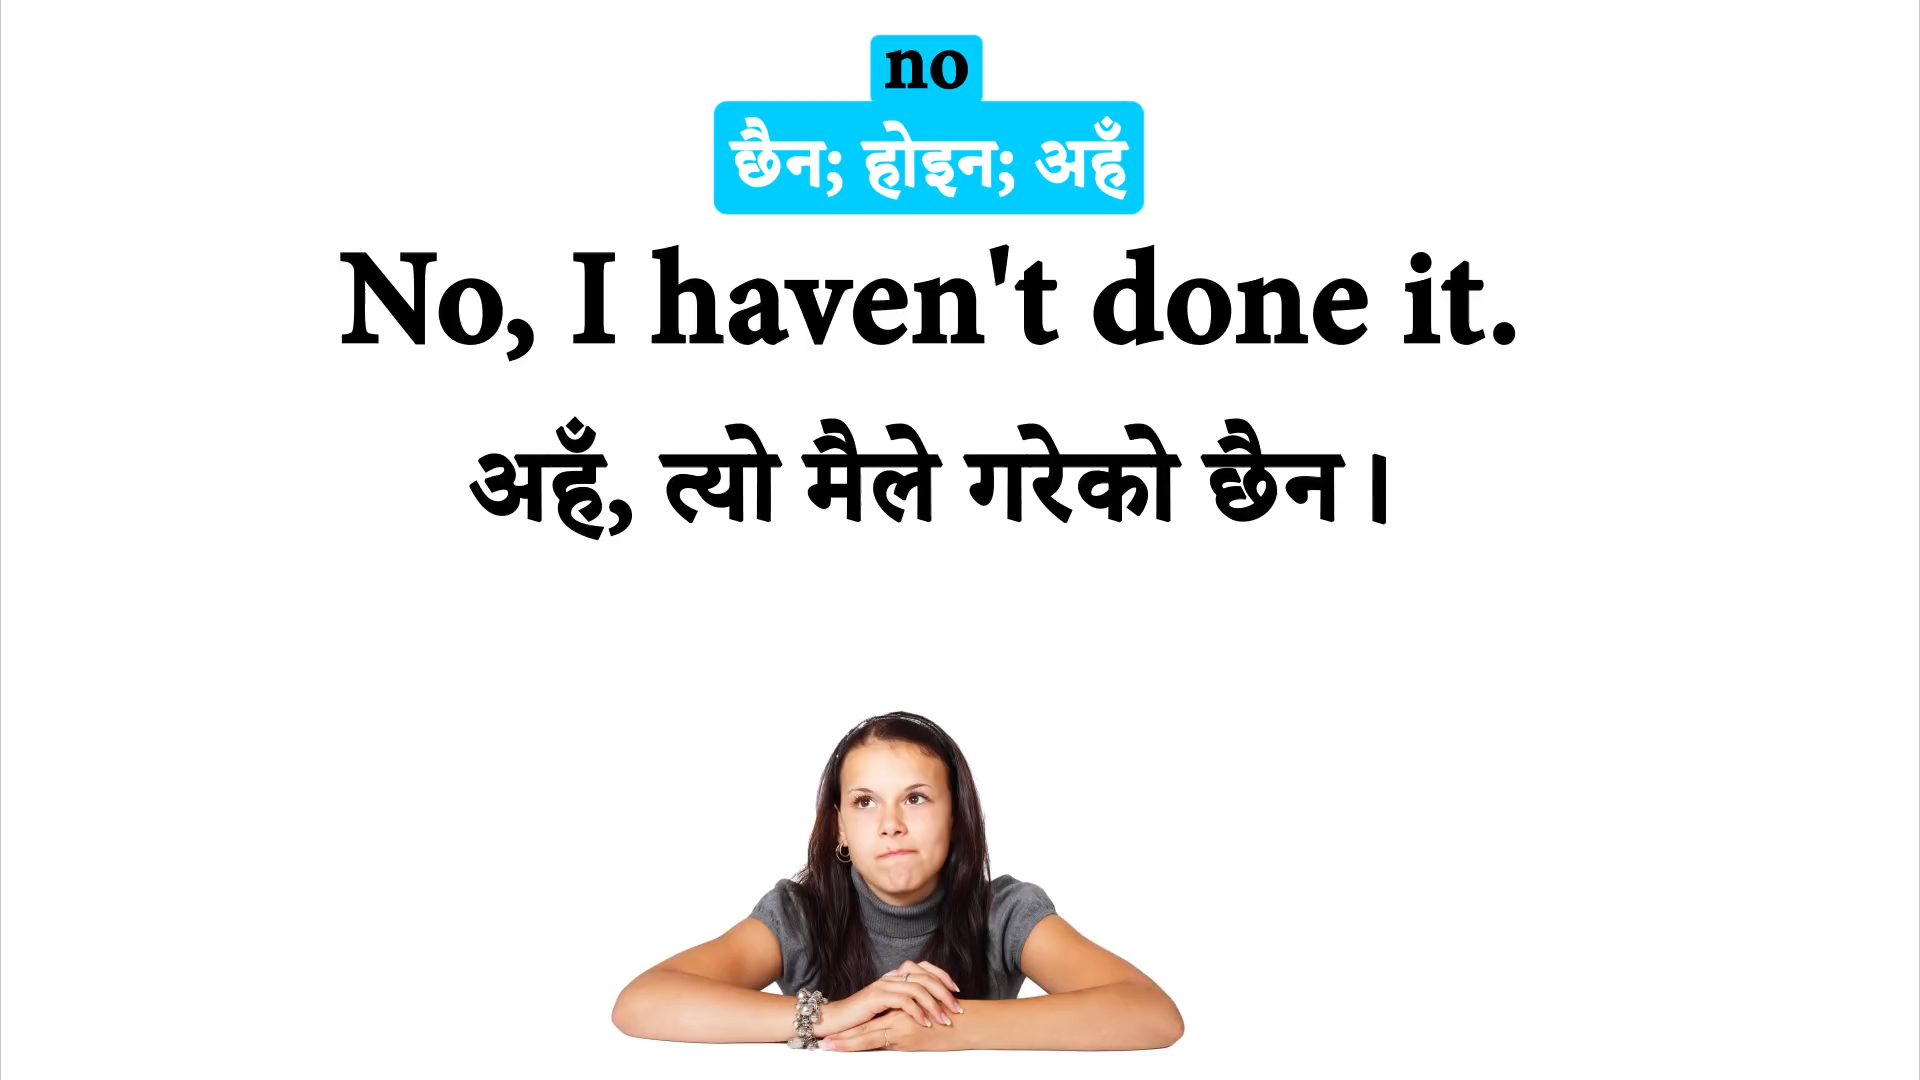 no
छैन; होइन; अहँ
No, I haven't done it.
अहँ, त्यो मैले गरेको छैन।